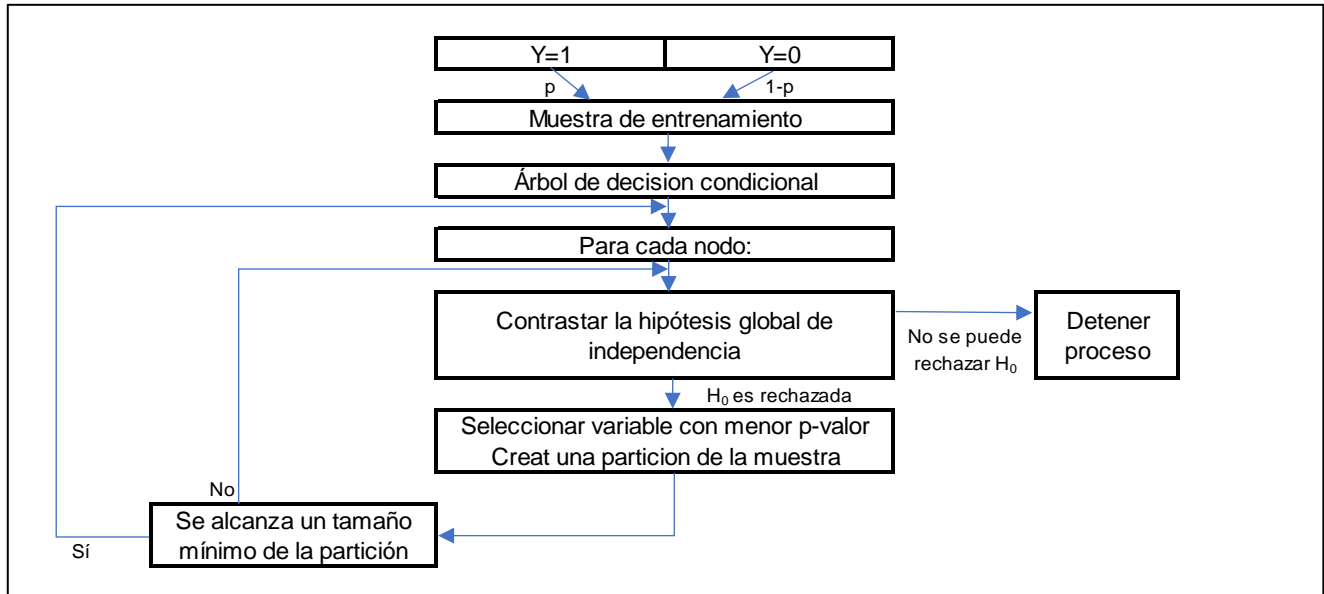 Y=1
Y=0
p
1-p
Muestra de entrenamiento
Árbol de decision condicional
Para cada nodo:
Contrastar la hipótesis global de
independencia
No se puede
rechazar H₀
Detener
proceso
H₀ es rechazada
Seleccionar variable con menor p-valor
Creat una particion de la muestra
No
Se alcanza un tamaño
mínimo de la partición
Sí